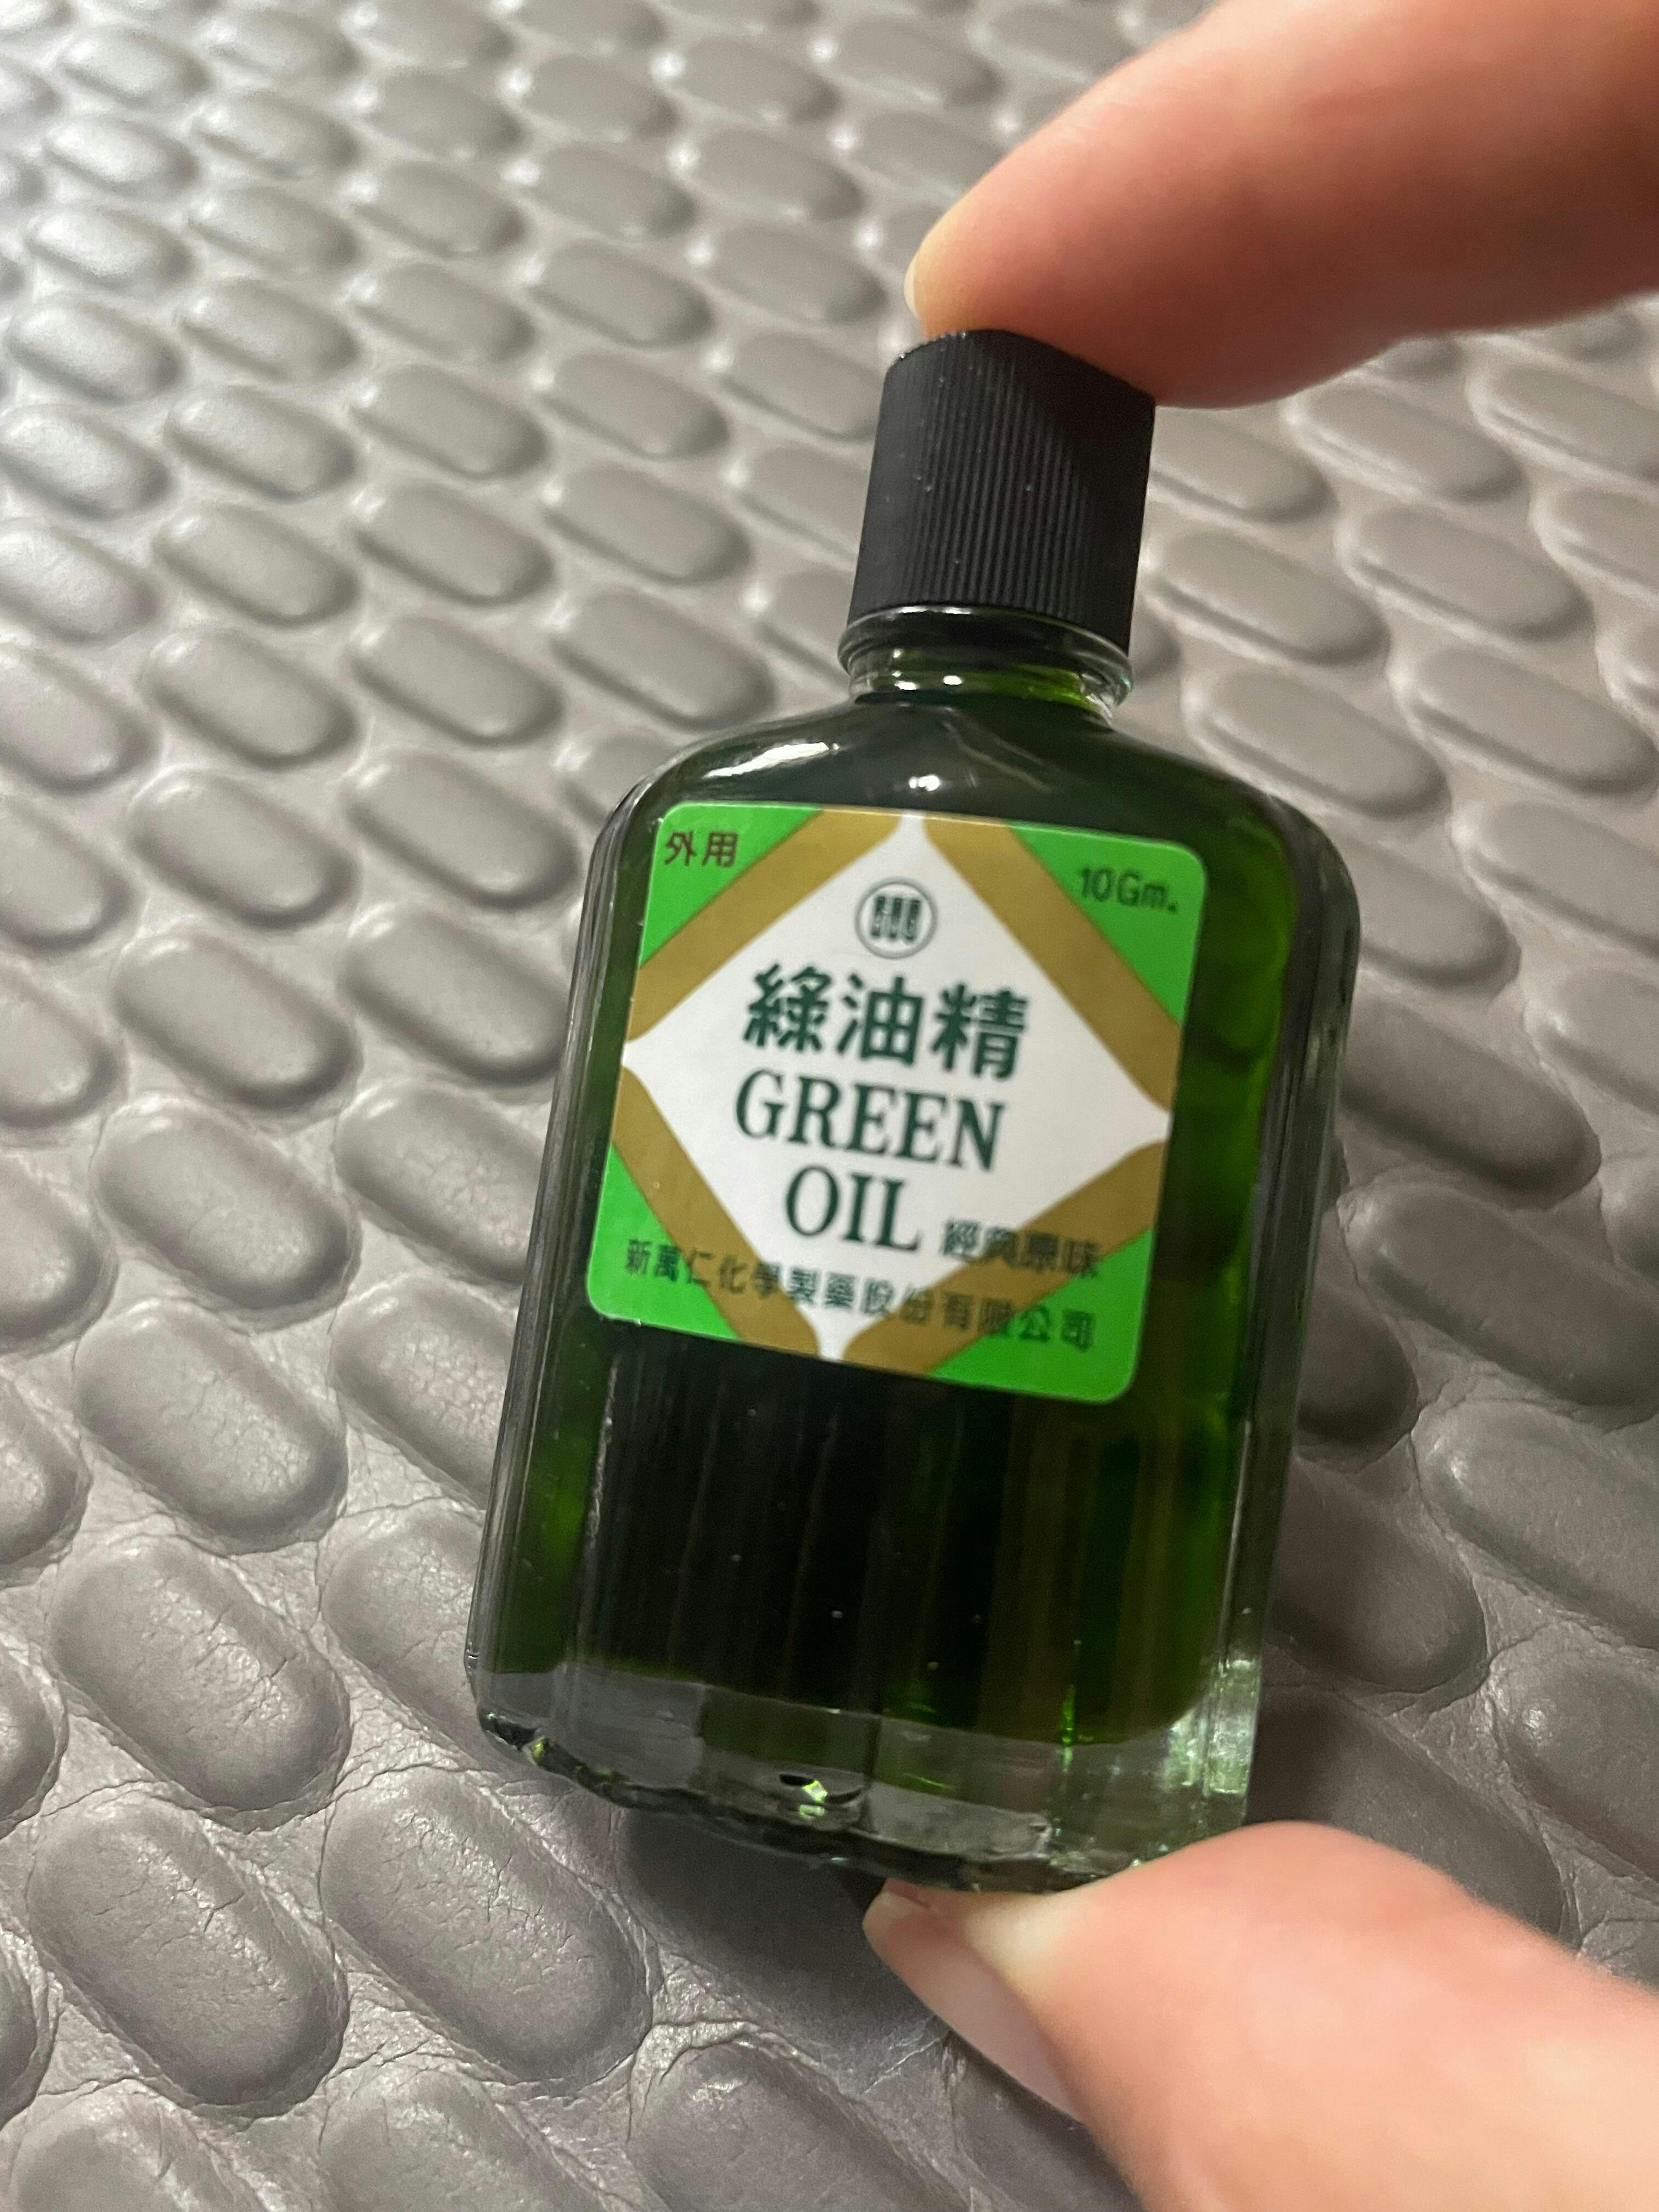 外用
10Gm.
綠油精
GREEN
OIL
經典原味
新萬仁化學製藥股份有限公司